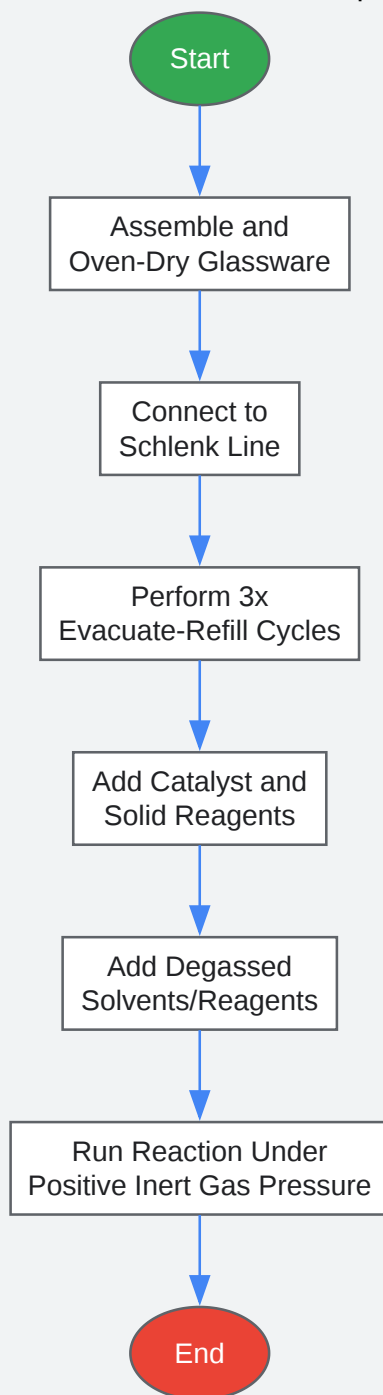 Start
Assemble and
Oven-Dry Glassware
Connect to
Schlenk Line
Perform 3x
Evacuate-Refill Cycles
Add Catalyst and
Solid Reagents
Add Degassed
Solvents/Reagents
Run Reaction Under
Positive Inert Gas Pressure
End